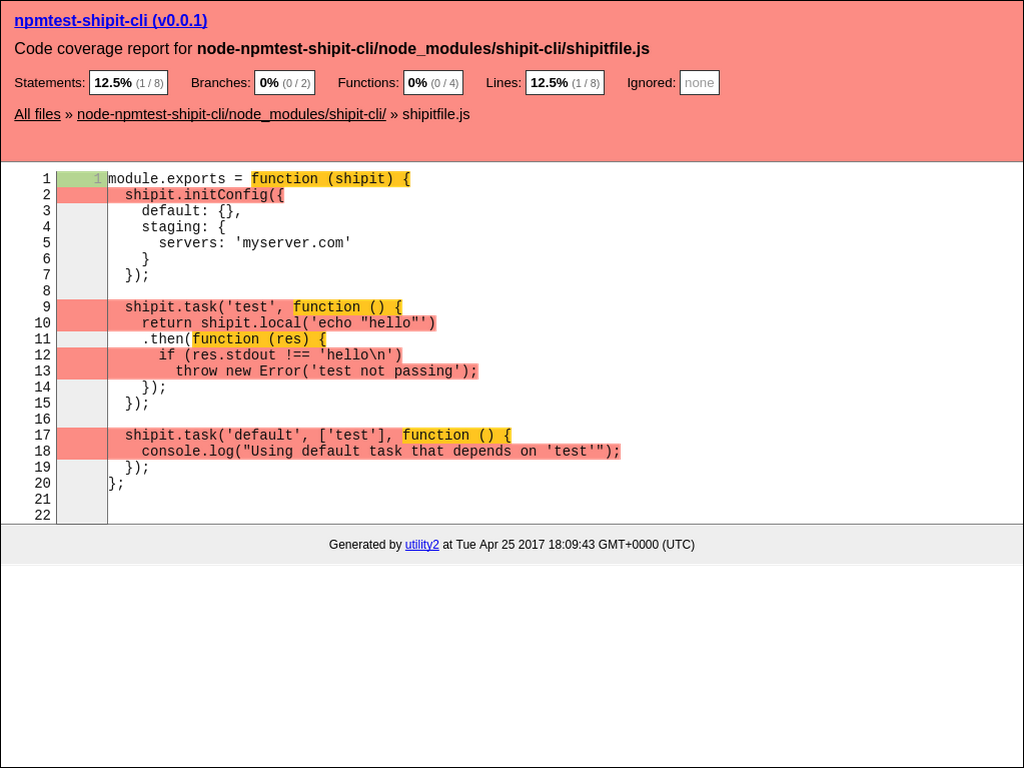 npmtest-shipit-cli (v0.0.1)
Code coverage report for node-npmtest-shipit-cli/node_modules/shipit-cli/shipitfile.js
Statements: 12.5% (1 / 8) Branches: 0% (0 / 2) Functions: 0% (0 / 4) Lines: 12.5% (1 / 8) Ignored: none
All files » node-npmtest-shipit-cli/node_modules/shipit-cli/ » shipitfile.js
1 1 module.exports = function (shipit) {
2   shipit.initConfig({
3     default: {},
4     staging: {
5       servers: 'myserver.com'
6     }
7   });
8
9   shipit.task('test', function () {
10     return shipit.local('echo "hello"')
11     .then(function (res) {
12       if (res.stdout !== 'hello\n')
13         throw new Error('test not passing');
14     });
15   });
16
17   shipit.task('default', ['test'], function () {
18     console.log("Using default task that depends on 'test'");
19   });
20 };
21
22
Generated by utility2 at Tue Apr 25 2017 18:09:43 GMT+0000 (UTC)